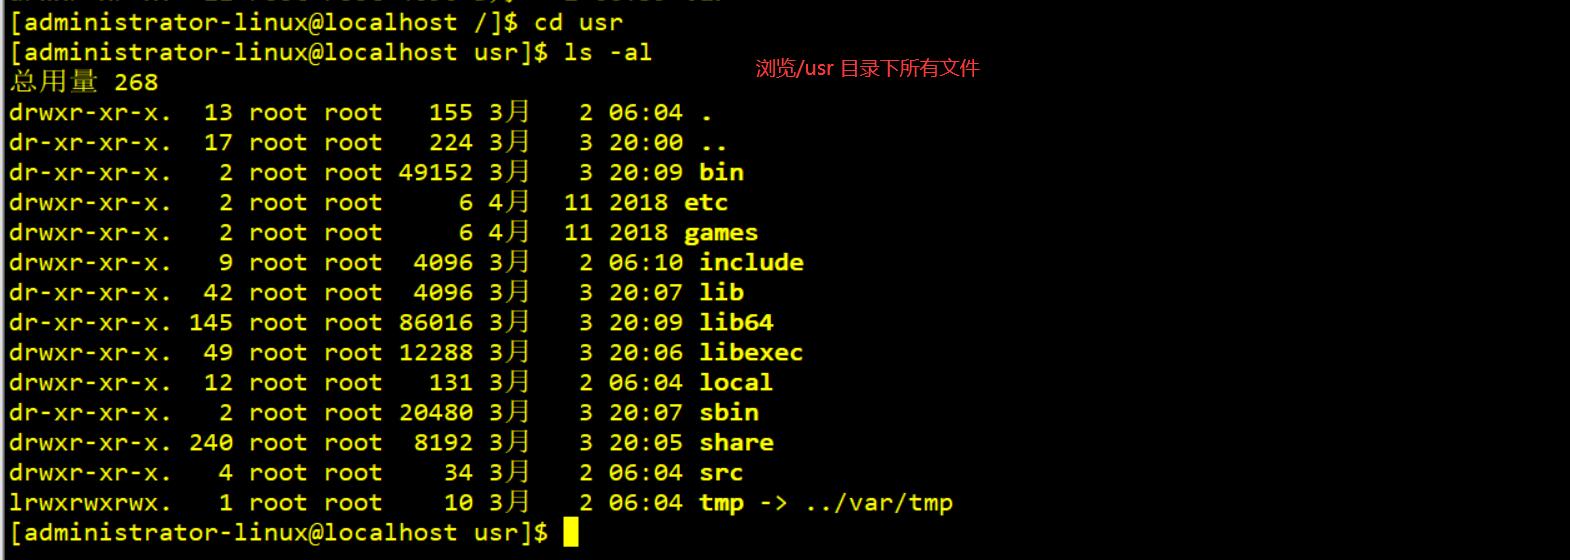 [administrator-linux@localhost /]$ cd usr
[administrator-linux@localhost usr]$ ls -al
浏览/usr 目录下所有文件
总用量 268
drwxr-xr-x.  13 root root   155 3月   2 06:04 .
dr-xr-xr-x.  17 root root   224 3月   3 20:00 ..
dr-xr-xr-x.   2 root root 49152 3月   3 20:09 bin
drwxr-xr-x.   2 root root     6 4月  11 2018 etc
drwxr-xr-x.   2 root root     6 4月  11 2018 games
drwxr-xr-x.   9 root root  4096 3月   2 06:10 include
dr-xr-xr-x.  42 root root  4096 3月   3 20:07 lib
dr-xr-xr-x. 145 root root 86016 3月   3 20:09 lib64
drwxr-xr-x.  49 root root 12288 3月   3 20:06 libexec
drwxr-xr-x.  12 root root   131 3月   2 06:04 local
dr-xr-xr-x.   2 root root 20480 3月   3 20:07 sbin
drwxr-xr-x. 240 root root  8192 3月   3 20:05 share
drwxr-xr-x.   4 root root    34 3月   2 06:04 src
lrwxrwxrwx.   1 root root    10 3月   2 06:04 tmp -> ../var/tmp
[administrator-linux@localhost usr]$